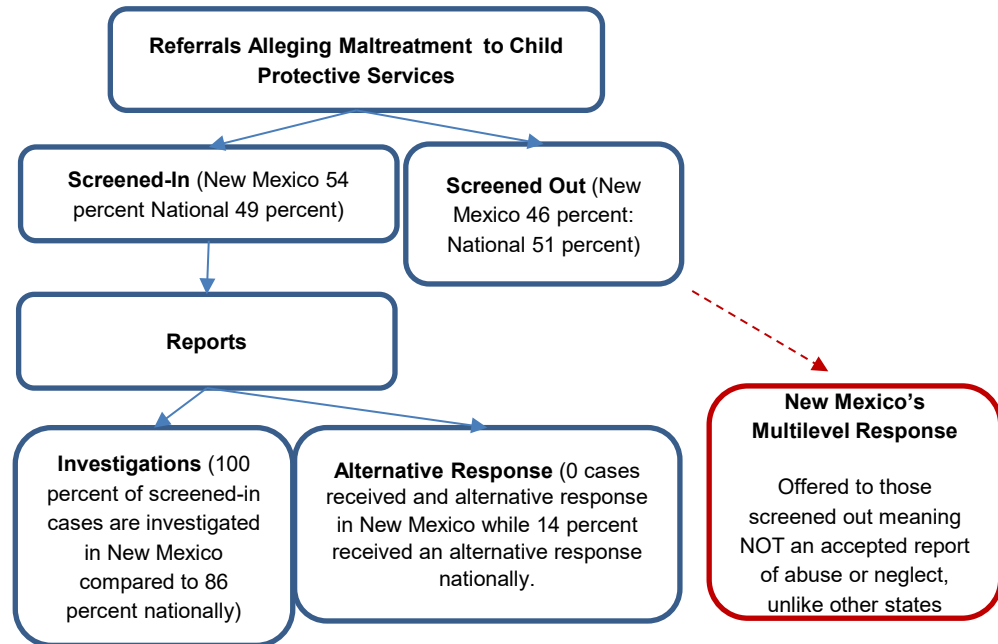 Referrals Alleging Maltreatment to Child
Protective Services
Screened-In (New Mexico 54
percent National 49 percent)
Screened Out (New
Mexico 46 percent:
National 51 percent)
Reports
Investigations (100
percent of screened-in
cases are investigated
in New Mexico
compared to 86
percent nationally)
Alternative Response (0 cases
received and alternative response
in New Mexico while 14 percent
received an alternative response
nationally.
New Mexico’s
Multilevel Response
Offered to those
screened out meaning
NOT an accepted report
of abuse or neglect,
unlike other states